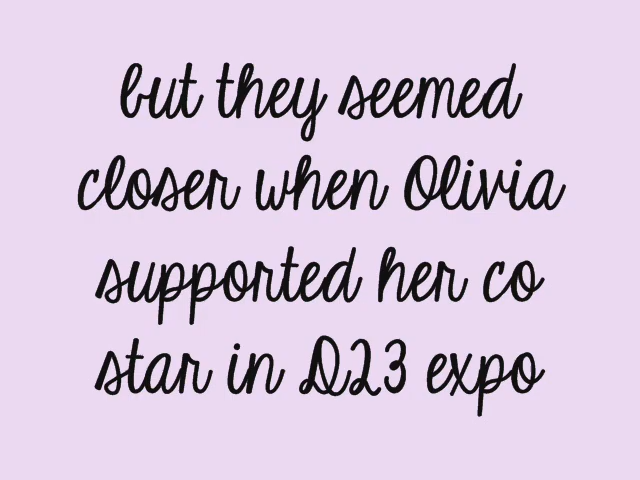 but they seemed
closer when Olivia
supported her co
star in D23 expo